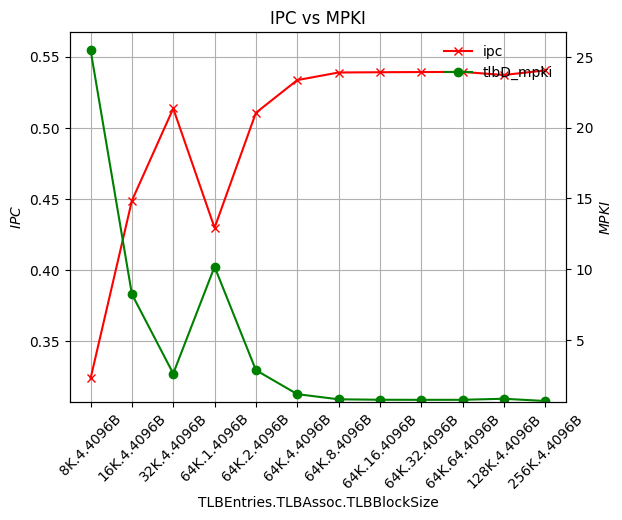 IPC vs MPKI
ipc
tlbD_mpki
0.55
0.50
0.45
0.40
0.35
IPC
25
20
15
10
5
MPKI
8K.4.4096B
16K.4.4096B
32K.4.4096B
64K.1.4096B
64K.2.4096B
64K.4.4096B
64K.8.4096B
64K.16.4096B
64K.32.4096B
64K.64.4096B
128K.4.4096B
256K.4.4096B
TLBEntries.TLBAssoc.TLBBlockSize